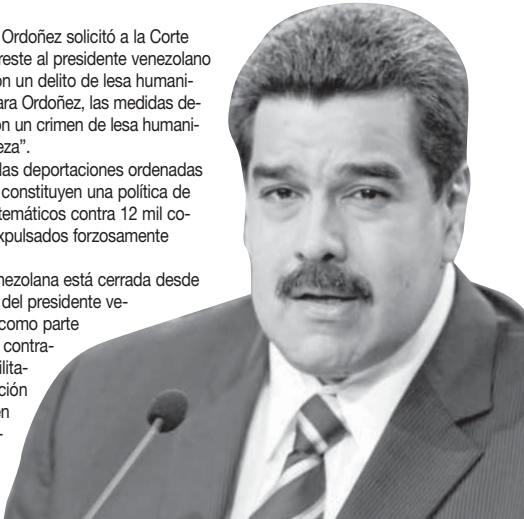 Ordoñez solicitó a la Corte
reste al presidente venezolano
on un delito de lesa humani-
ara Ordoñez, las medidas de-
on un crimen de lesa humani-
eza".
las deportaciones ordenadas
constituyen una política de
temáticos contra 12 mil co-
xpulsados forzosamente
nezolana está cerrada desde
del presidente ve-
como parte
contra-
ilita-
ción
en
-